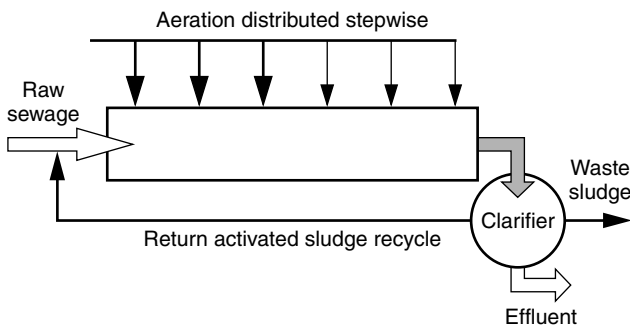 Aeration distributed stepwise
Raw
sewage
Waste
sludge
Clarifier
Return activated sludge recycle
Effluent